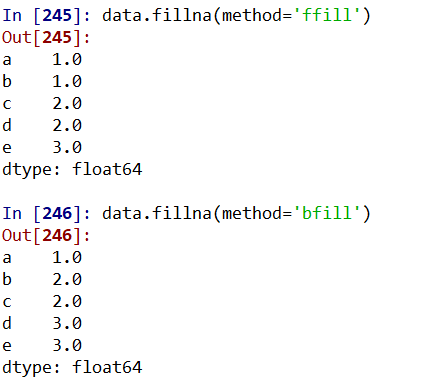 In [245]: data.fillna(method='ffill')
Out[245]:
a    1.0
b    1.0
c    2.0
d    2.0
e    3.0
dtype: float64
In [246]: data.fillna(method='bfill')
Out[246]:
a    1.0
b    2.0
c    2.0
d    3.0
e    3.0
dtype: float64